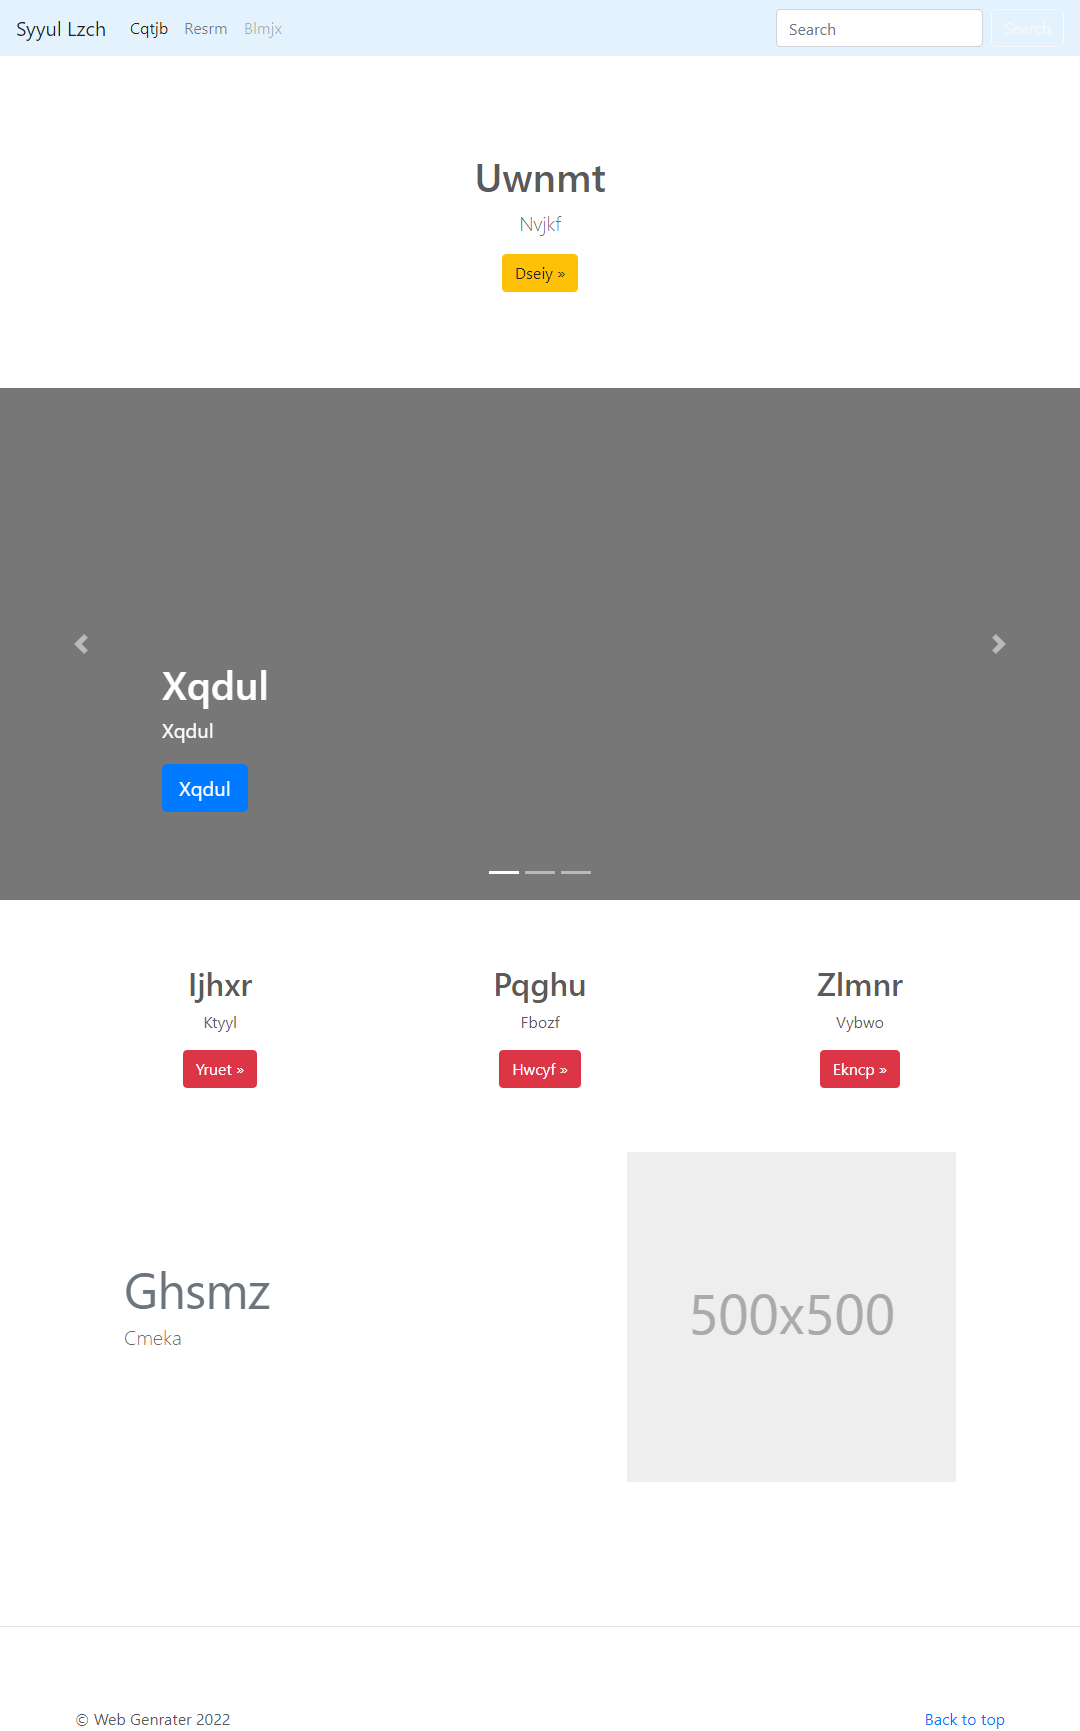 Syyul Lzch Cqtjb Resrm Blmjx Search Search
Uwnmt
Nvjkf
Dseiy »
Xqdul
Xqdul
Xqdul
Ijhxr Pqghu Zlmnr
Ktyyl Fbozf Vybwo
Yruet » Hwcyf » Ekncp »
Ghsmz
Cmeka
500x500
© Web Genrater 2022 Back to top